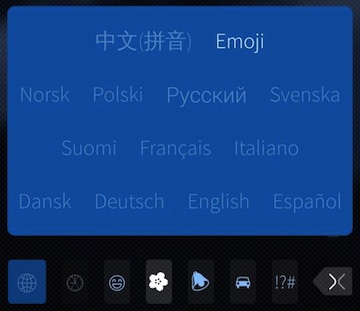 中文(拼音) Emoji
Norsk Polski Русский Svenska
Suomi Français Italiano
Dansk Deutsch English Español
!?#